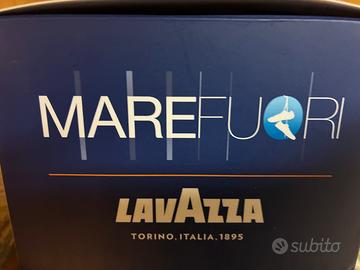 MAREFUORI
LAVAZZA
TORINO, ITALIA, 1895
subito